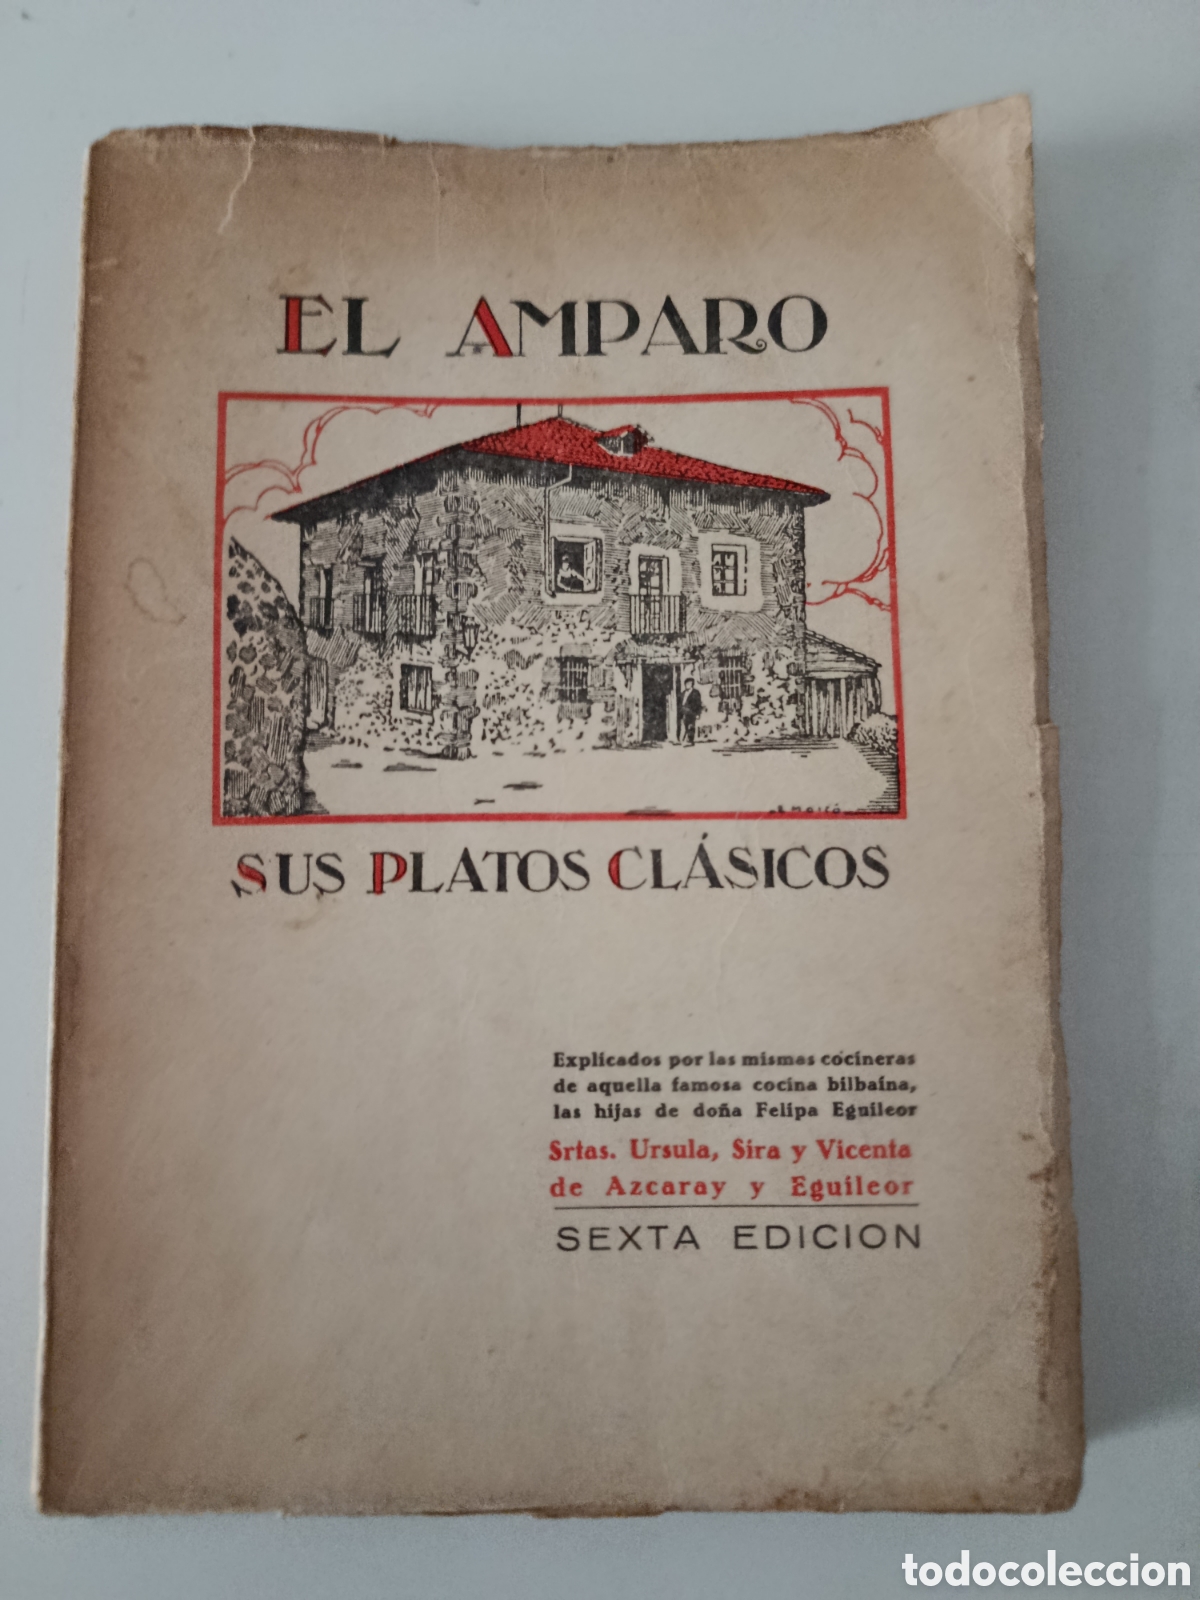 EL AMPARO
SUS PLATOS CLÁSICOS
Explicados por las mismas cocineras
de aquella famosa cocina bilbaína,
las hijas de doña Felipa Eguileor
Srtas. Ursula, Sira y Vicenta
de Azcaray y Eguileor
SEXTA EDICION
todocoleccion